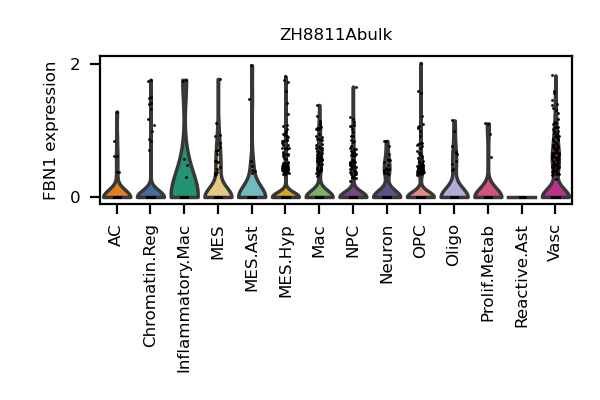 ZH8811Abulk
FBN1 expression
2
0
AC
Chromatin.Reg
Inflammatory.Mac
MES
MES.Ast
MES.Hyp
Mac
NPC
Neuron
OPC
Oligo
Prolif.Metab
Reactive.Ast
Vasc